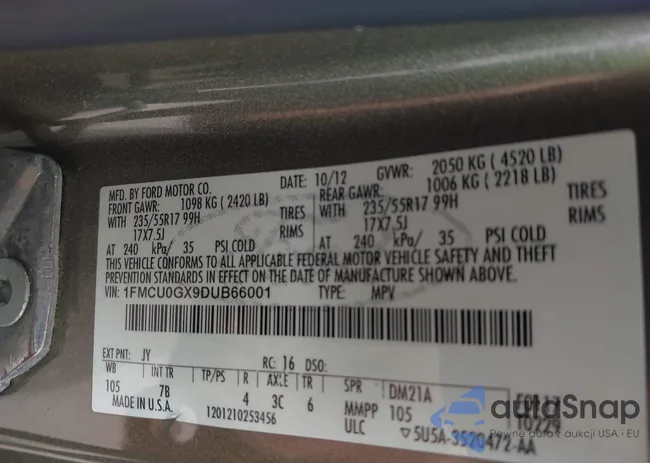 MFD. BY FORD MOTOR CO.
DATE: 10/12
GVWR: 2050 KG ( 4520 LB)
FRONT GAWR: 1098 KG ( 2420 LB)
REAR GAWR: 1006 KG ( 2218 LB)
WITH 235/55R17 99H TIRES
WITH 235/55R17 99H TIRES
17X7.5J RIMS
17X7.5J RIMS
AT 240 kPa/ 35 PSI COLD
AT 240 kPa/ 35 PSI COLD
THIS VEHICLE CONFORMS TO ALL APPLICABLE FEDERAL MOTOR VEHICLE SAFETY AND THEFT
PREVENTION STANDARDS IN EFFECT ON THE DATE OF MANUFACTURE SHOWN ABOVE.
1FMCU0GX9DUB66001 TYPE: MPV
EXT PNT: JY RC: 16 DSO:
WB INT TR TP/PS R AXLE TR SPR DM21A
105 7B 4 3C 6 MMPP 105
MADE IN U.S.A. 1201210253456 ULC 5U5A-3520472-AA
autoSnap
Pewne auta z aukcji USA i EU